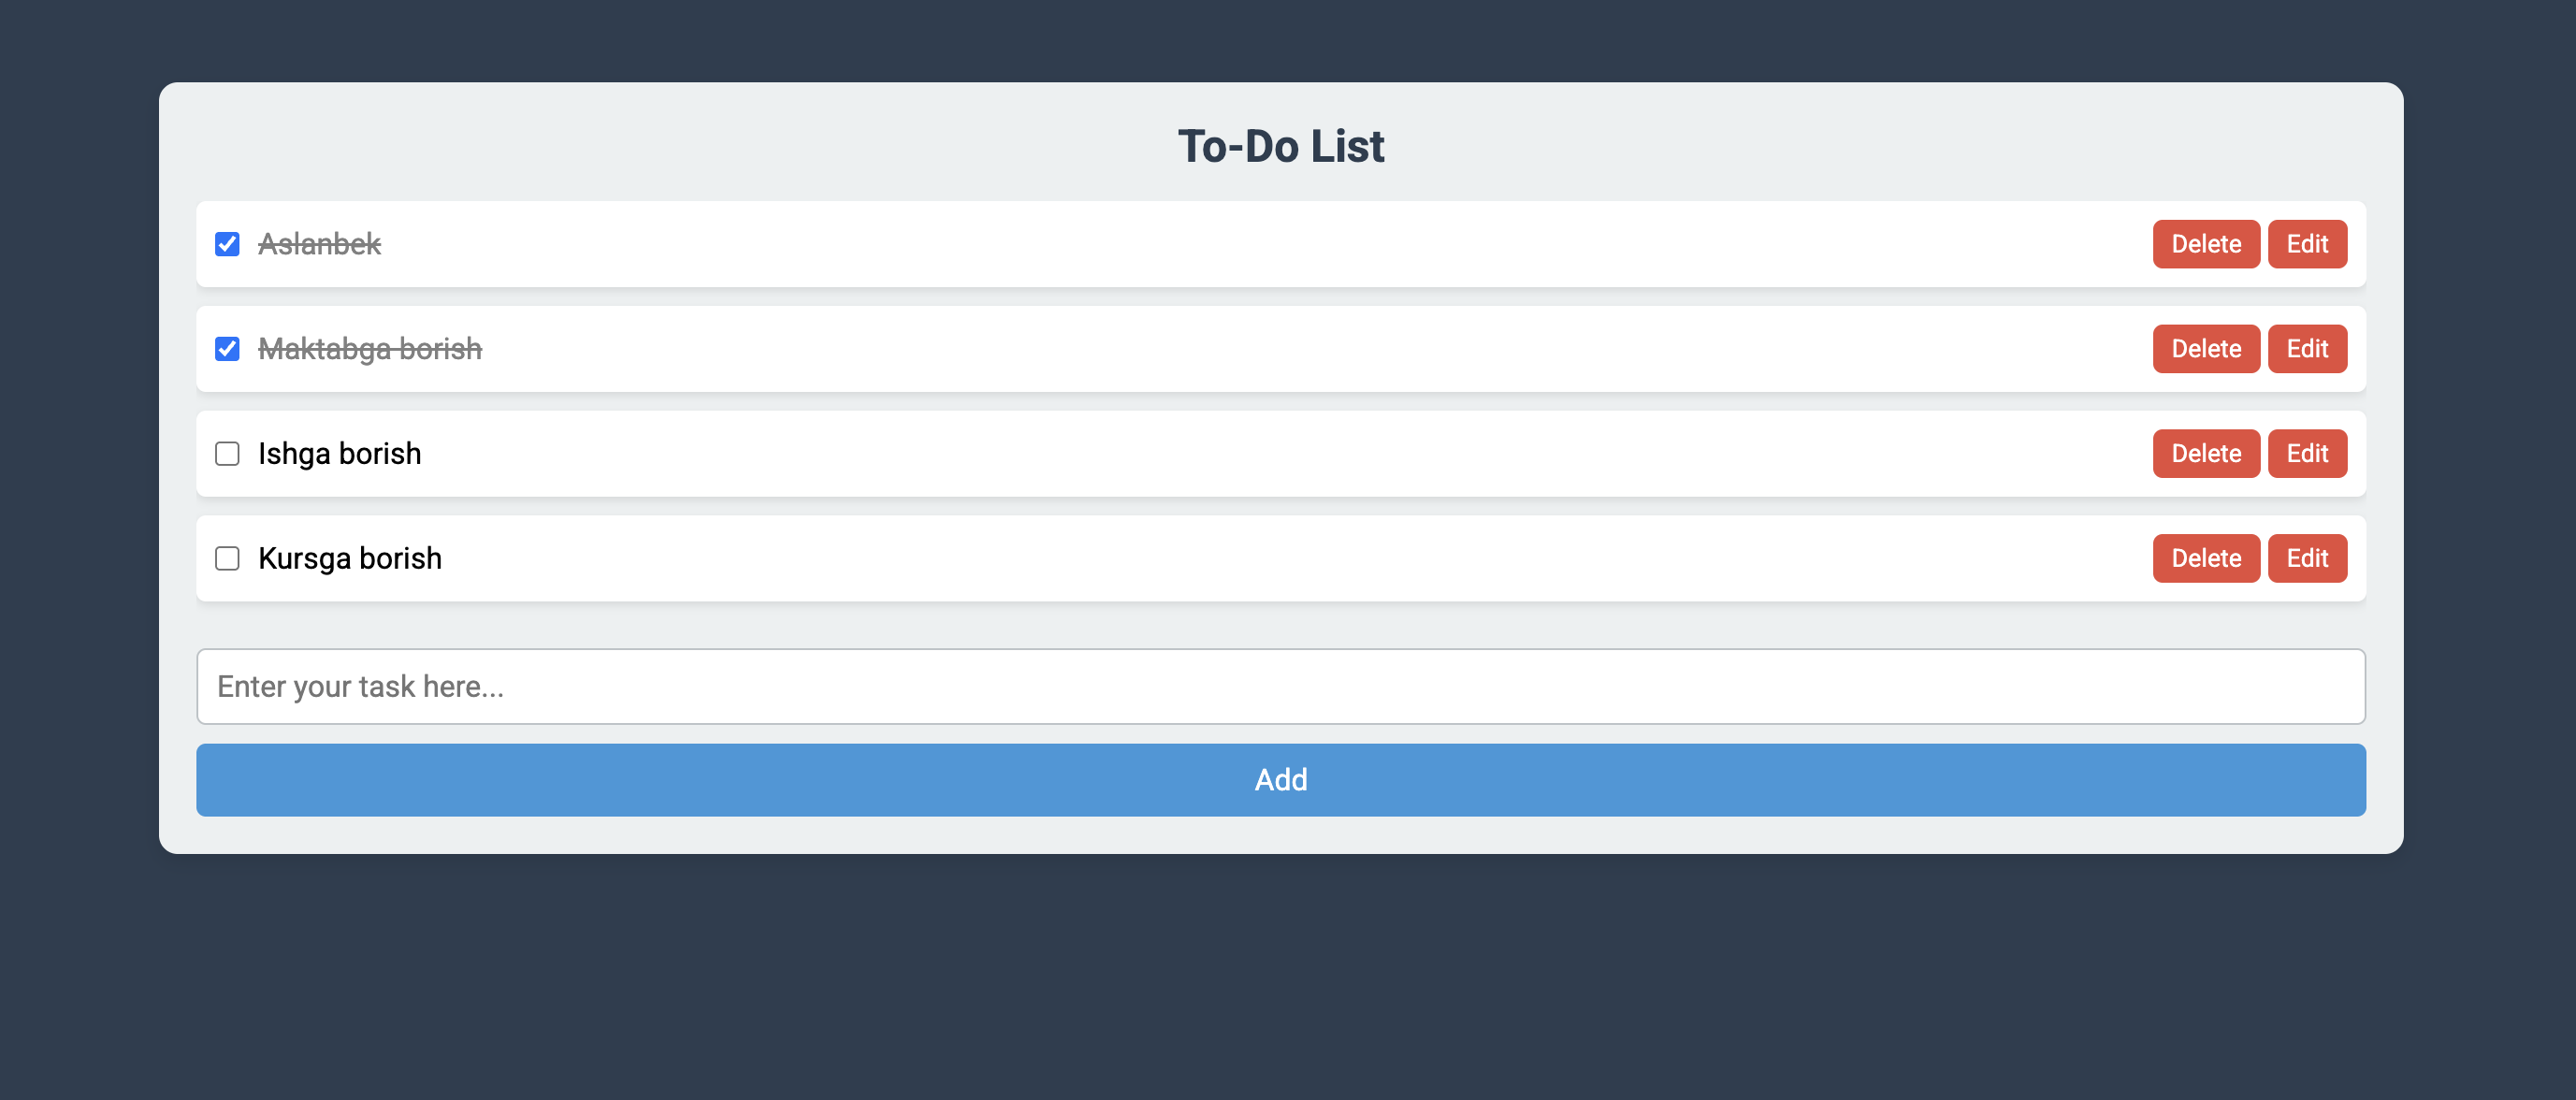 To-Do List
Aslanbek Delete Edit
Maktabga borish Delete Edit
Ishga borish Delete Edit
Kursga borish Delete Edit
Enter your task here...
Add